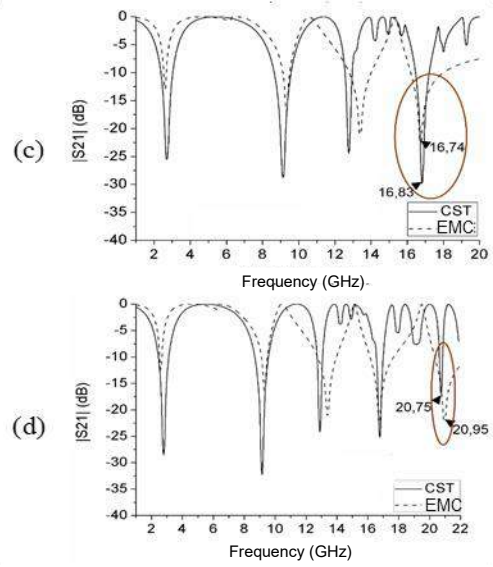 (c)
|S21| (dB)
0
-5
-10
-15
-20
-25
-30
-35
-40
16,74
16,83
CST
EMC
2 4 6 8 10 12 14 16 18 20
Frequency (GHz)
(d)
|S21| (dB)
0
-5
-10
-15
-20
-25
-30
-35
-40
20,75
20,95
CST
EMC
2 4 6 8 10 12 14 16 18 20 22
Frequency (GHz)